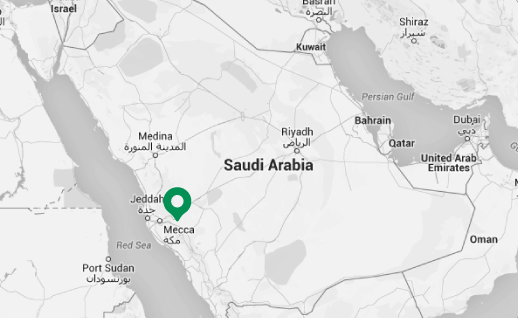 Israel
Basrah
البصرة
Shiraz
شیراز
Kuwait
Persian Gulf
Bahrain
Dubai
دبي
Medina
المدينة المنورة
Riyadh
الرياض
Qatar
Saudi Arabia
United Arab
Emirates
Jeddah
جدة
Mecca
مكة
Red Sea
Oman
Port Sudan
بورتسودان